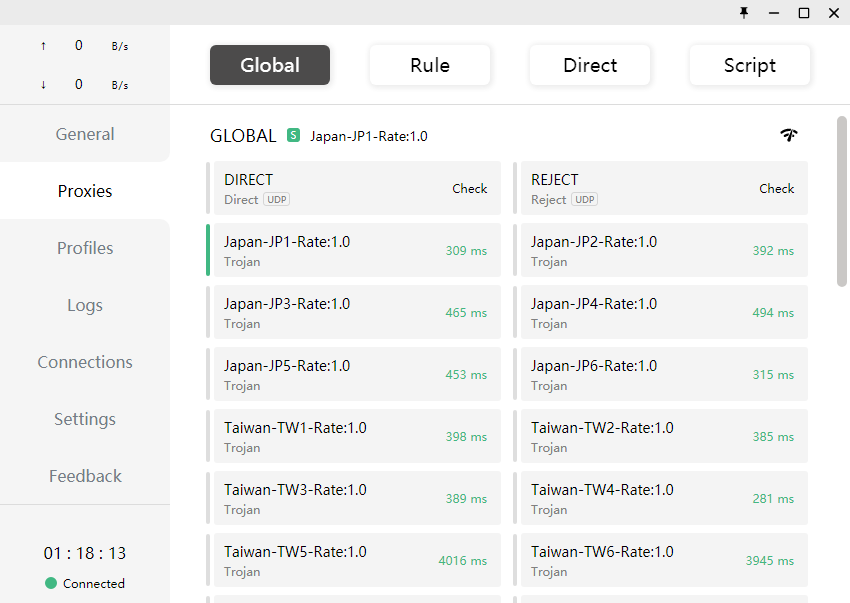 ↑ 0 B/s
↓ 0 B/s
General
Proxies
Profiles
Logs
Connections
Settings
Feedback
01 : 18 : 13
Connected
Global Rule Direct Script
GLOBAL S Japan-JP1-Rate:1.0
DIRECT
Direct UDP
Check
REJECT
Reject UDP
Check
Japan-JP1-Rate:1.0
Trojan
309 ms
Japan-JP2-Rate:1.0
Trojan
392 ms
Japan-JP3-Rate:1.0
Trojan
465 ms
Japan-JP4-Rate:1.0
Trojan
494 ms
Japan-JP5-Rate:1.0
Trojan
453 ms
Japan-JP6-Rate:1.0
Trojan
315 ms
Taiwan-TW1-Rate:1.0
Trojan
398 ms
Taiwan-TW2-Rate:1.0
Trojan
385 ms
Taiwan-TW3-Rate:1.0
Trojan
389 ms
Taiwan-TW4-Rate:1.0
Trojan
281 ms
Taiwan-TW5-Rate:1.0
Trojan
4016 ms
Taiwan-TW6-Rate:1.0
Trojan
3945 ms